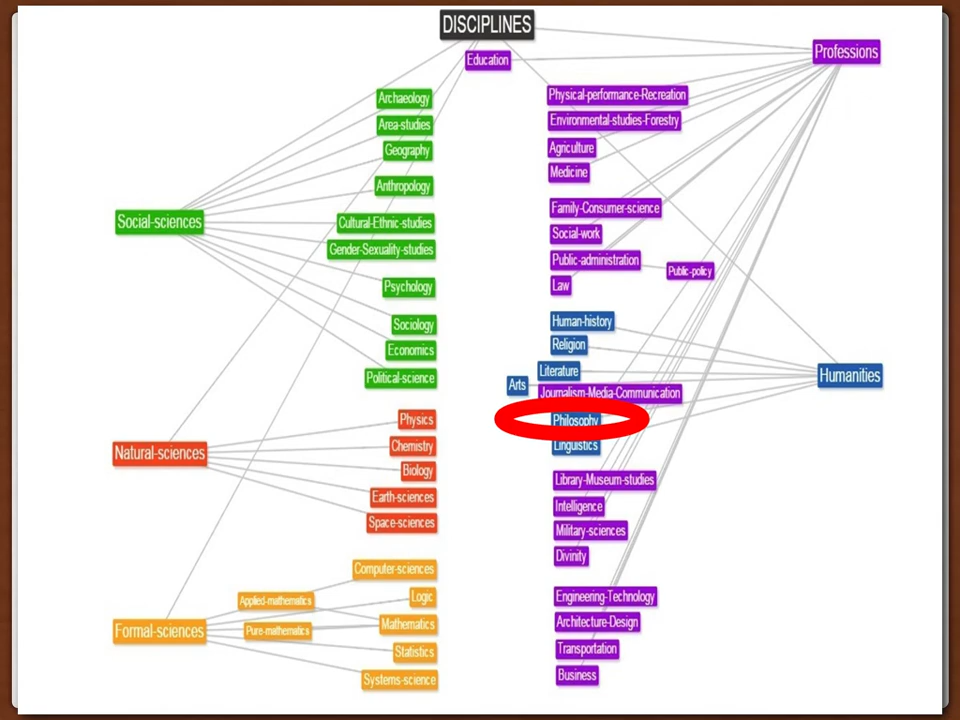 DISCIPLINES
Education
Professions
Archaeology
Area-studies
Geography
Anthropology
Social-sciences
Cultural-Ethnic-studies
Gender-Sexuality-studies
Psychology
Sociology
Economics
Political-science
Physics
Natural-sciences
Chemistry
Biology
Earth-sciences
Space-sciences
Computer-sciences
Applied-mathematics
Logic
Formal-sciences
Pure-mathematics
Mathematics
Statistics
Systems-science
Physical-performance-Recreation
Environmental-studies-Forestry
Agriculture
Medicine
Family-Consumer-science
Social-work
Public-administration
Public-policy
Law
Human-history
Religion
Literature
Humanities
Arts
Journalism-Media-Communication
Philosophy
Linguistics
Library-Museum-studies
Intelligence
Military-sciences
Divinity
Engineering-Technology
Architecture-Design
Transportation
Business